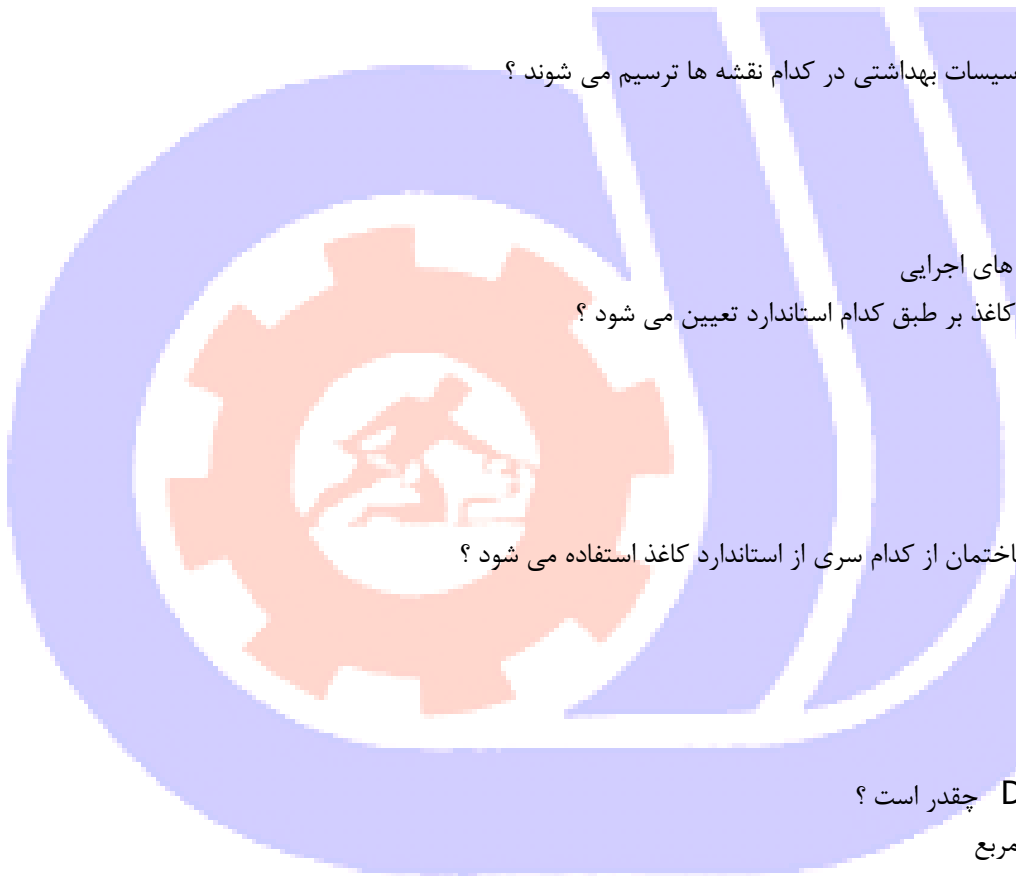 سیسات بهداشتی در کدام نقشه ها ترسیم می شوند ؟
های اجرایی
کاغذ بر طبق کدام استاندارد تعیین می شود ؟
اختمان از کدام سری از استاندارد کاغذ استفاده می شود ؟
D چقدر است ؟
مربع